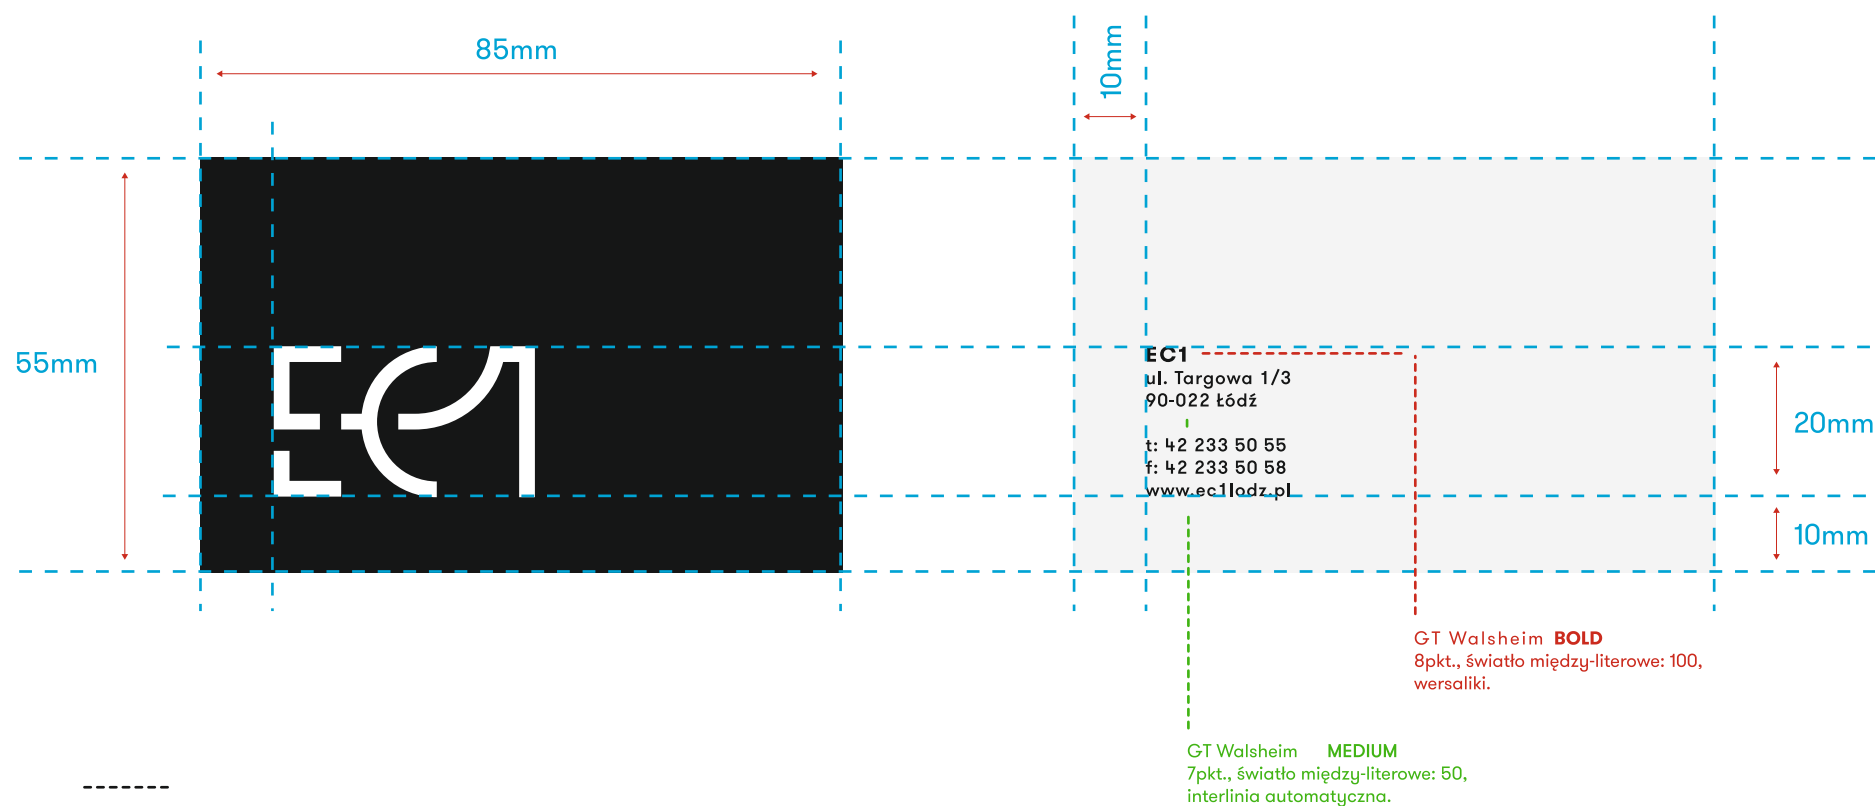 85mm
10mm
55mm
EC1
EC1
ul. Targowa 1/3
90-022 Łódź
t: 42 233 50 55
f: 42 233 50 58
www.ec1lodz.pl
20mm
10mm
GT Walsheim BOLD
8pkt., światło między-literowe: 100,
wersaliki.
GT Walsheim MEDIUM
7pkt., światło między-literowe: 50,
interlinia automatyczna.